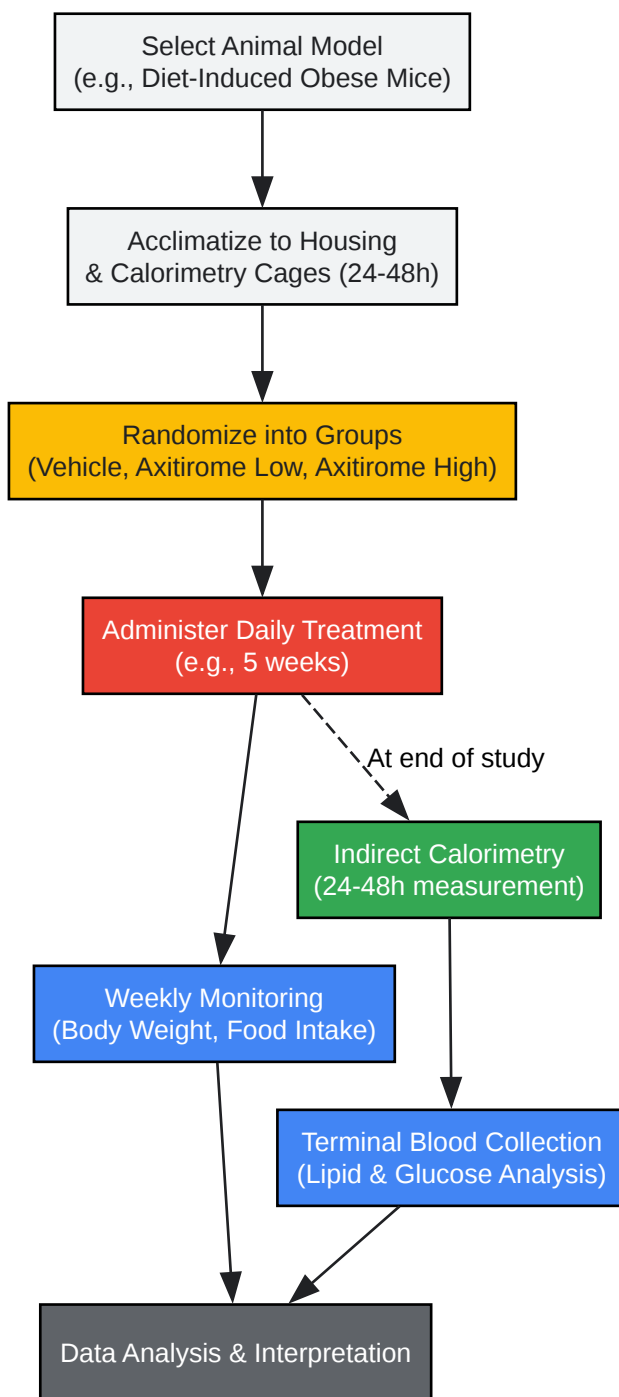 Select Animal Model
(e.g., Diet-Induced Obese Mice)
Acclimatize to Housing
& Calorimetry Cages (24-48h)
Randomize into Groups
(Vehicle, Axitirome Low, Axitirome High)
Administer Daily Treatment
(e.g., 5 weeks)
At end of study
Indirect Calorimetry
(24-48h measurement)
Weekly Monitoring
(Body Weight, Food Intake)
Terminal Blood Collection
(Lipid & Glucose Analysis)
Data Analysis & Interpretation